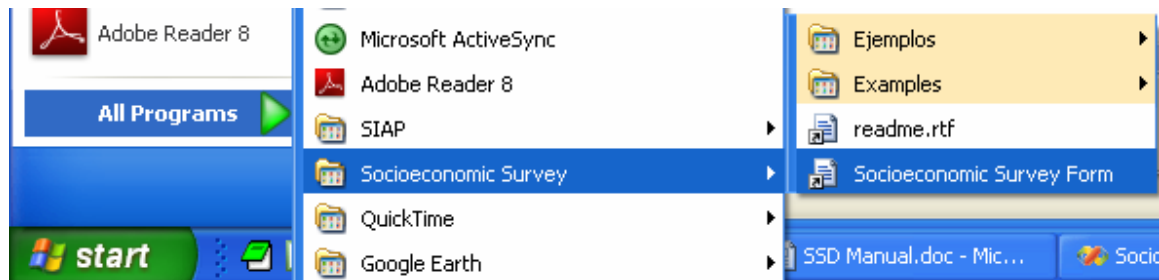 Adobe Reader 8
All Programs
start
Microsoft ActiveSync
Adobe Reader 8
SIAP
Socioeconomic Survey
QuickTime
Google Earth
Ejemplos
Examples
readme.rtf
Socioeconomic Survey Form
SSD Manual.doc - Mic...